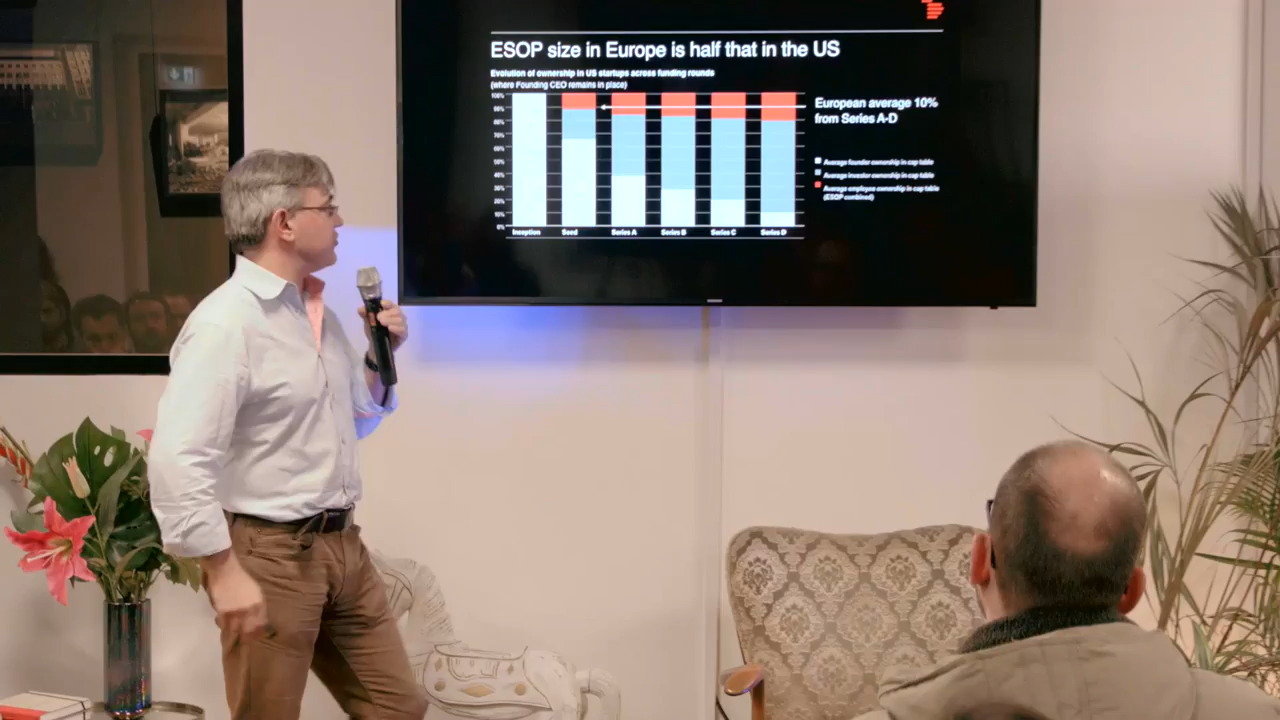 ESOP size in Europe is half that in the US
Evolution of ownership in US startups across funding rounds
(where Founding CEO remains in place)
100%
90%
80%
70%
60%
50%
40%
30%
20%
10%
0%
Inception Seed Series A Series B Series C Series D
European average 10%
from Series A-D
Average founder ownership in cap table
Average investor ownership in cap table
Average employee ownership in cap table
(ESOP combined)